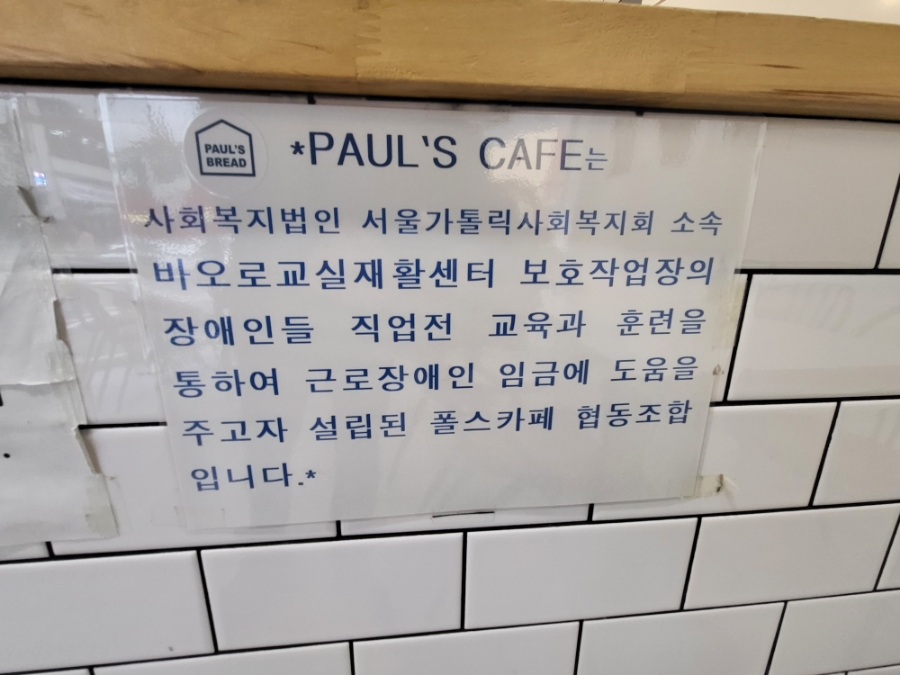 PAUL'S
BREAD
*PAUL'S CAFE는
사회복지법인 서울가톨릭사회복지회 소속
바오로교실재활센터 보호작업장의
장애인들 직업전 교육과 훈련을
통하여 근로장애인 임금에 도움을
주고자 설립된 폴스카페 협동조합
입니다.*